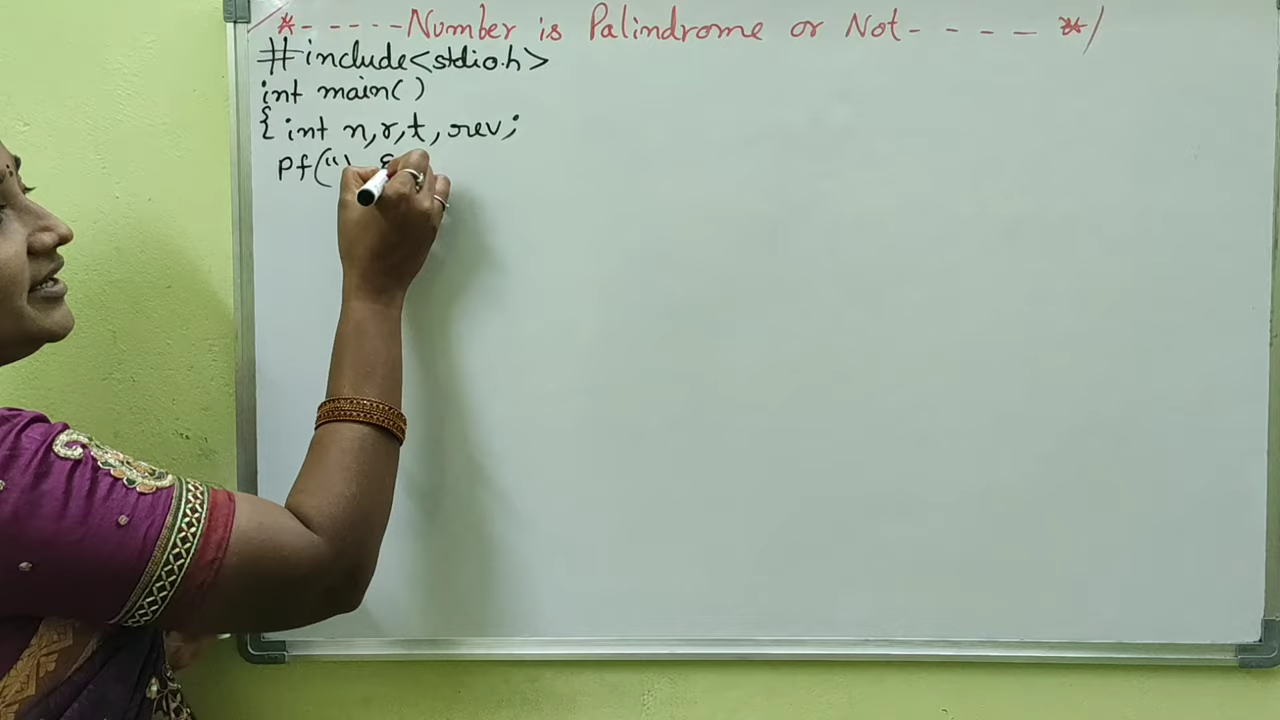 /*-----Number is Palindrome or Not- - - - */
#include<stdio.h>
int main()
{ int n,r,t,rev;
pf("